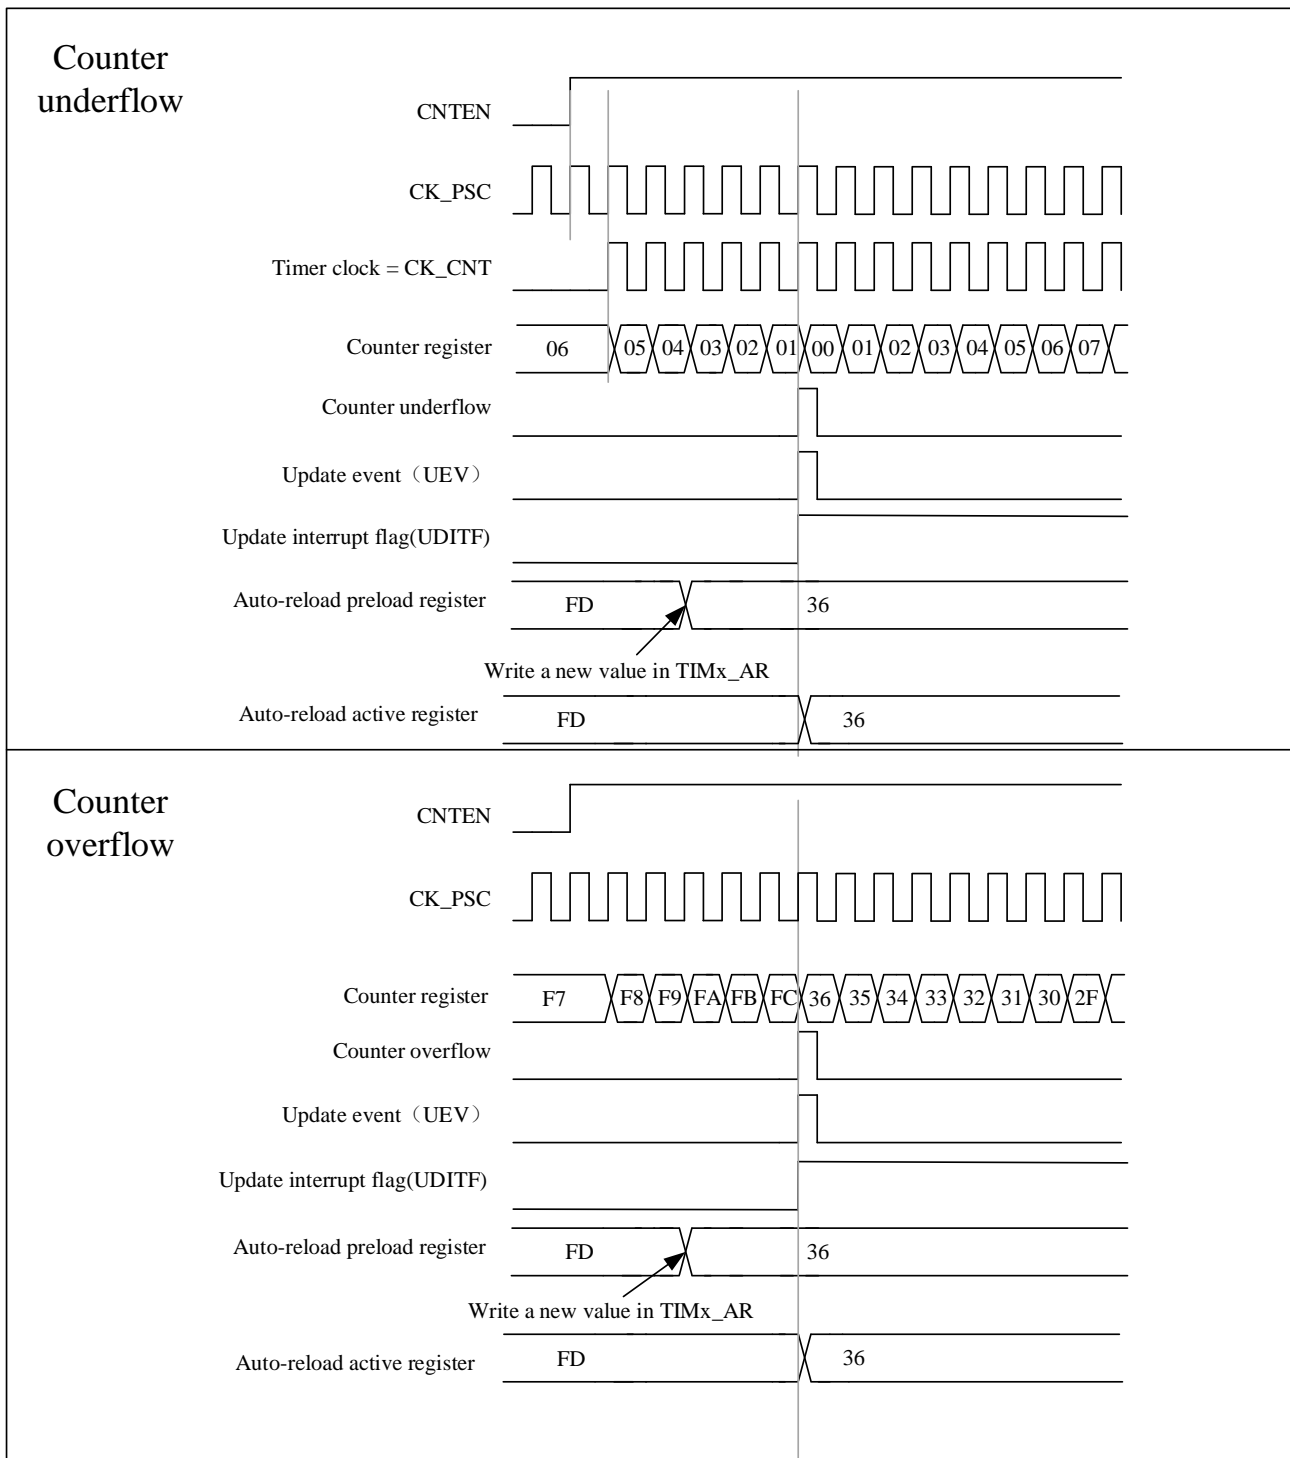 Counter
underflow
CNTEN
CK_PSC
Timer clock = CK_CNT
Counter register 06 05 04 03 02 01 00 01 02 03 04 05 06 07
Counter underflow
Update event（UEV）
Update interrupt flag(UDITF)
Auto-reload preload register FD 36
Write a new value in TIMx_AR
Auto-reload active register FD 36
Counter
overflow
CNTEN
CK_PSC
Counter register F7 F8 F9 FA FB FC 36 35 34 33 32 31 30 2F
Counter overflow
Update event（UEV）
Update interrupt flag(UDITF)
Auto-reload preload register FD 36
Write a new value in TIMx_AR
Auto-reload active register FD 36